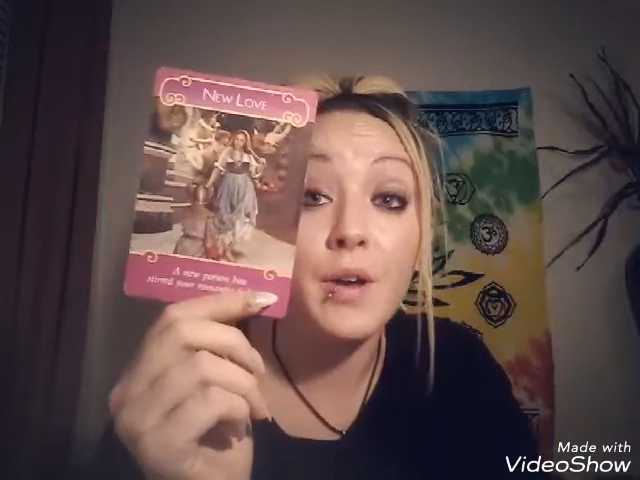 NEW LOVE
A new person has
stirred your romantic
Made with
VideoShow